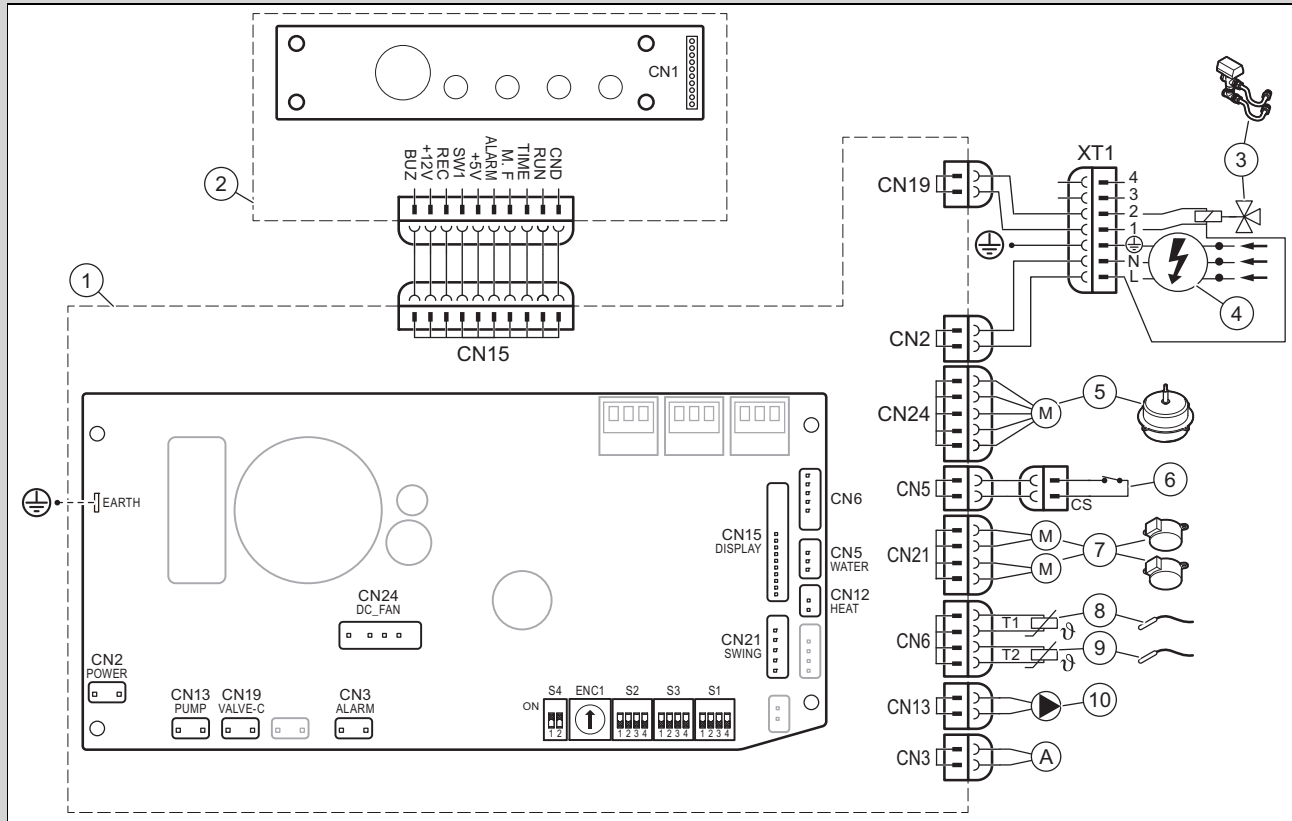 CN1
BUZ
+12V
REC
SW1
+5V
ALARM
M. F
TIME
RUN
CND
2
1
CN15
3
XT1
4
3
2
1
N
L
4
CN19
CN2
CN24
M
5
CN5
CS
6
CN21
M
M
7
CN6
T1
ϑ
8
T2
ϑ
9
CN13
10
CN3
A
EARTH
CN6
CN15
DISPLAY
CN5
WATER
CN12
HEAT
CN24
DC_FAN
CN21
SWING
CN2
POWER
CN13
PUMP
CN19
VALVE-C
CN3
ALARM
S4 ENC1 S2 S3 S1
ON
1 2 1 2 3 4 1 2 3 4 1 2 3 4